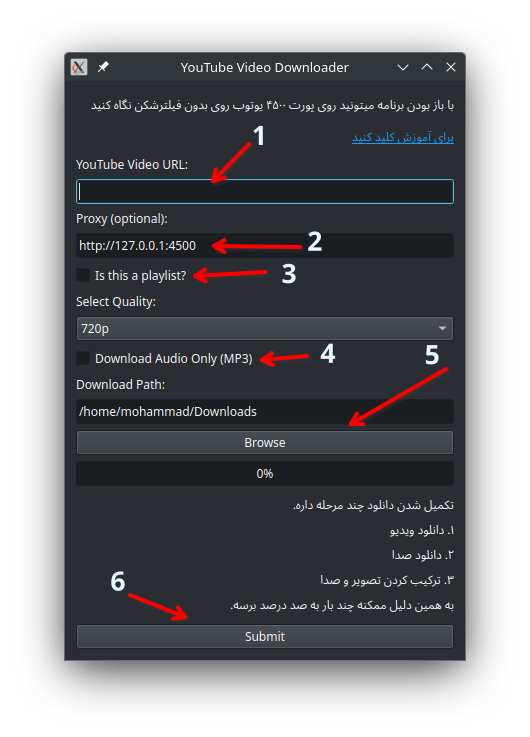 YouTube Video Downloader
با باز بودن برنامه میتونید روی پورت ۴۵۰۰ یوتوب روی بدون فیلترشکن نگاه کنید
برای آموزش کلید کنید
1
YouTube Video URL:
Proxy (optional):
http://127.0.0.1:4500
2
Is this a playlist?
3
Select Quality:
720p
Download Audio Only (MP3)
4
5
Download Path:
/home/mohammad/Downloads
Browse
0%
تکمیل شدن دانلود چند مرحله داره.
۱. دانلود ویدیو
۲. دانلود صدا
۳. ترکیب کردن تصویر و صدا
6
به همین دلیل ممکنه چند بار به صد درصد برسه.
Submit